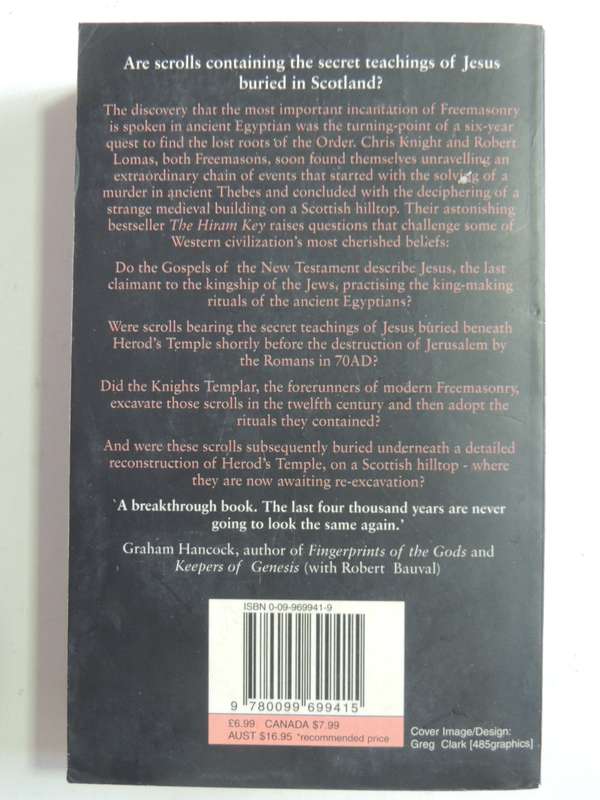 Are scrolls containing the secret teachings of Jesus
buried in Scotland?
The discovery that the most important incantation of Freemasonry
is spoken in ancient Egyptian was the turning-point of a six-year
quest to find the lost roots of the Order. Chris Knight and Robert
Lomas, both Freemasons, soon found themselves unravelling an
extraordinary chain of events that started with the solving of a
murder in ancient Thebes and concluded with the deciphering of a
strange medieval building on a Scottish hilltop. Their astonishing
bestseller The Hiram Key raises questions that challenge some of
Western civilization's most cherished beliefs:
Do the Gospels of the New Testament describe Jesus, the last
claimant to the kingship of the Jews, practising the king-making
rituals of the ancient Egyptians?
Were scrolls bearing the secret teachings of Jesus buried beneath
Herod's Temple shortly before the destruction of Jerusalem by
the Romans in 70AD?
Did the Knights Templar, the forerunners of modern Freemasonry,
excavate those scrolls in the twelfth century and then adopt the
rituals they contained?
And were these scrolls subsequently buried underneath a detailed
reconstruction of Herod's Temple, on a Scottish hilltop - where
they are now awaiting re-excavation?
'A breakthrough book. The last four thousand years are never
going to look the same again.'
Graham Hancock, author of Fingerprints of the Gods and
Keepers of Genesis (with Robert Bauval)
ISBN 0-09-969941-9
9 780099 699415
£6.99 CANADA $7.99
AUST $16.95 *recommended price
Cover Image/Design:
Greg Clark [485graphics]